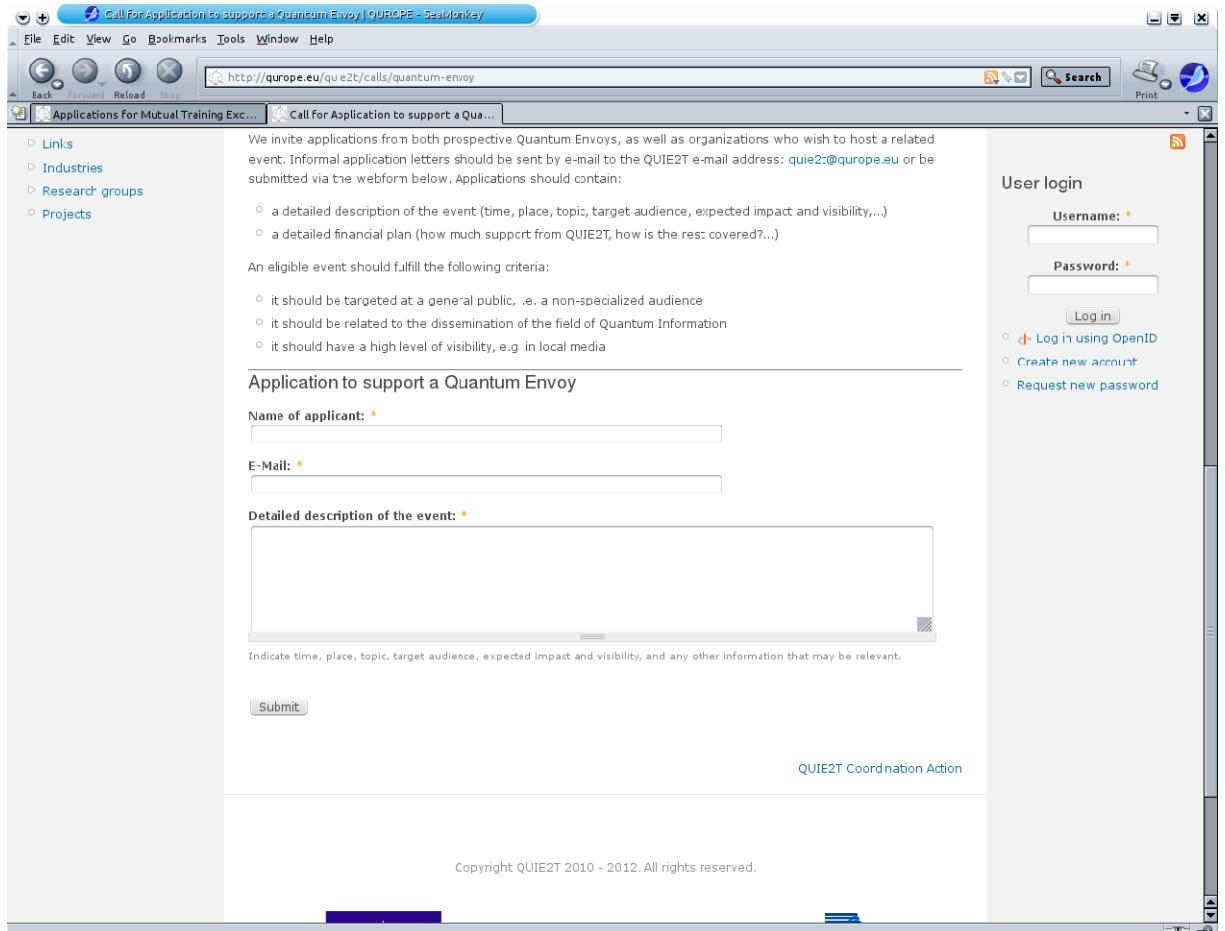 Call for Application to support a Quantum Envoy | QUROPE - SeaMonkey
File Edit View Go Bookmarks Tools Window Help
Back Forward Reload Stop
http://qurope.eu/quie2t/calls/quantum-envoy
Search
Print
Applications for Mutual Training Exc...
Call for Application to support a Qua...
Links
Industries
Research groups
Projects
We invite applications from both prospective Quantum Envoys, as well as organizations who wish to host a related
event. Informal application letters should be sent by e-mail to the QUIE2T e-mail address: quie2t@qurope.eu or be
submitted via the webform below. Applications should contain:
a detailed description of the event (time, place, topic, target audience, expected impact and visibility,...)
a detailed financial plan (how much support from QUIE2T, how is the rest covered?...)
An eligible event should fulfill the following criteria:
it should be targeted at a general public, i.e. a non-specialized audience
it should be related to the dissemination of the field of Quantum Information
it should have a high level of visibility, e.g. in local media
Application to support a Quantum Envoy
Name of applicant: *
E-Mail: *
Detailed description of the event: *
Indicate time, place, topic, target audience, expected impact and visibility, and any other information that may be relevant.
Submit
QUIE2T Coordination Action
Copyright QUIE2T 2010 - 2012. All rights reserved.
User login
Username: *
Password: *
Log in
Log in using OpenID
Create new account
Request new password